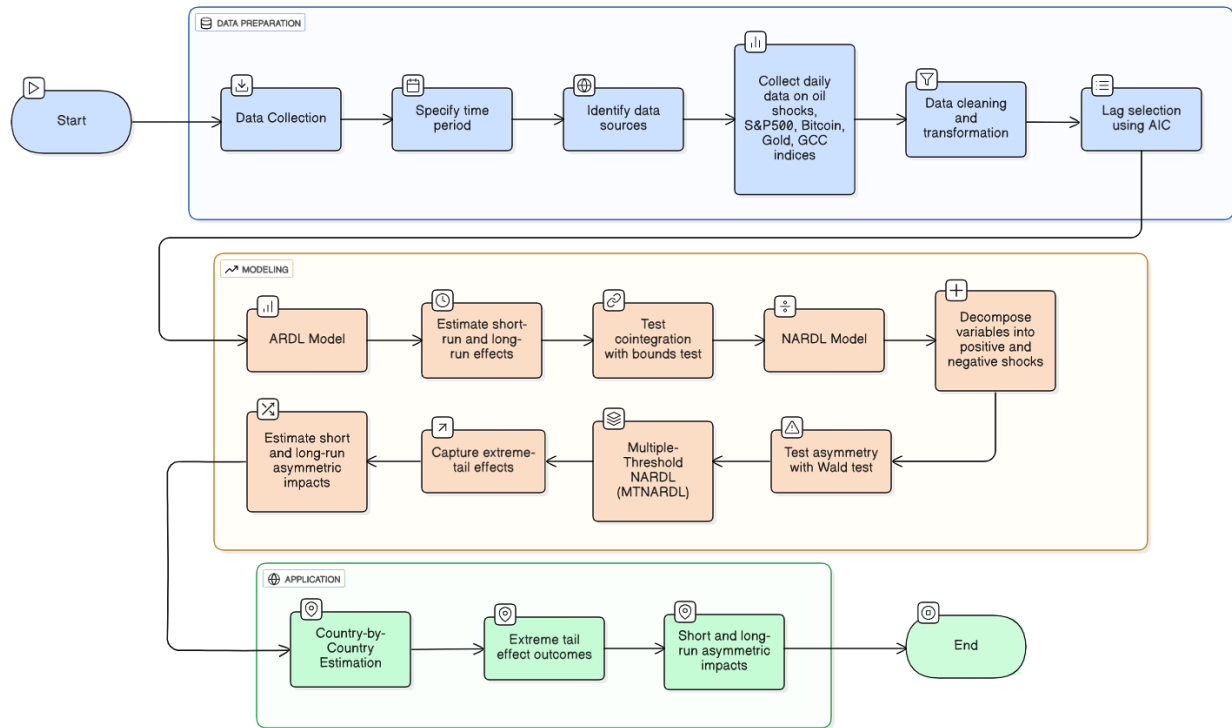 DATA PREPARATION
Start
Data Collection
Specify time
period
Identify data
sources
Collect daily
data on oil
shocks,
S&P500, Bitcoin,
Gold, GCC
indices
Data cleaning
and
transformation
Lag selection
using AIC
MODELING
ARDL Model
Estimate short-
run and long-
run effects
Test
cointegration
with bounds test
NARDL Model
Decompose
variables into
positive and
negative shocks
Test asymmetry
with Wald test
Multiple-
Threshold
NARDL
(MTNARDL)
Capture extreme-
tail effects
Estimate short
and long-run
asymmetric
impacts
APPLICATION
Country-by-
Country
Estimation
Extreme tail
effect outcomes
Short and long-
run asymmetric
impacts
End